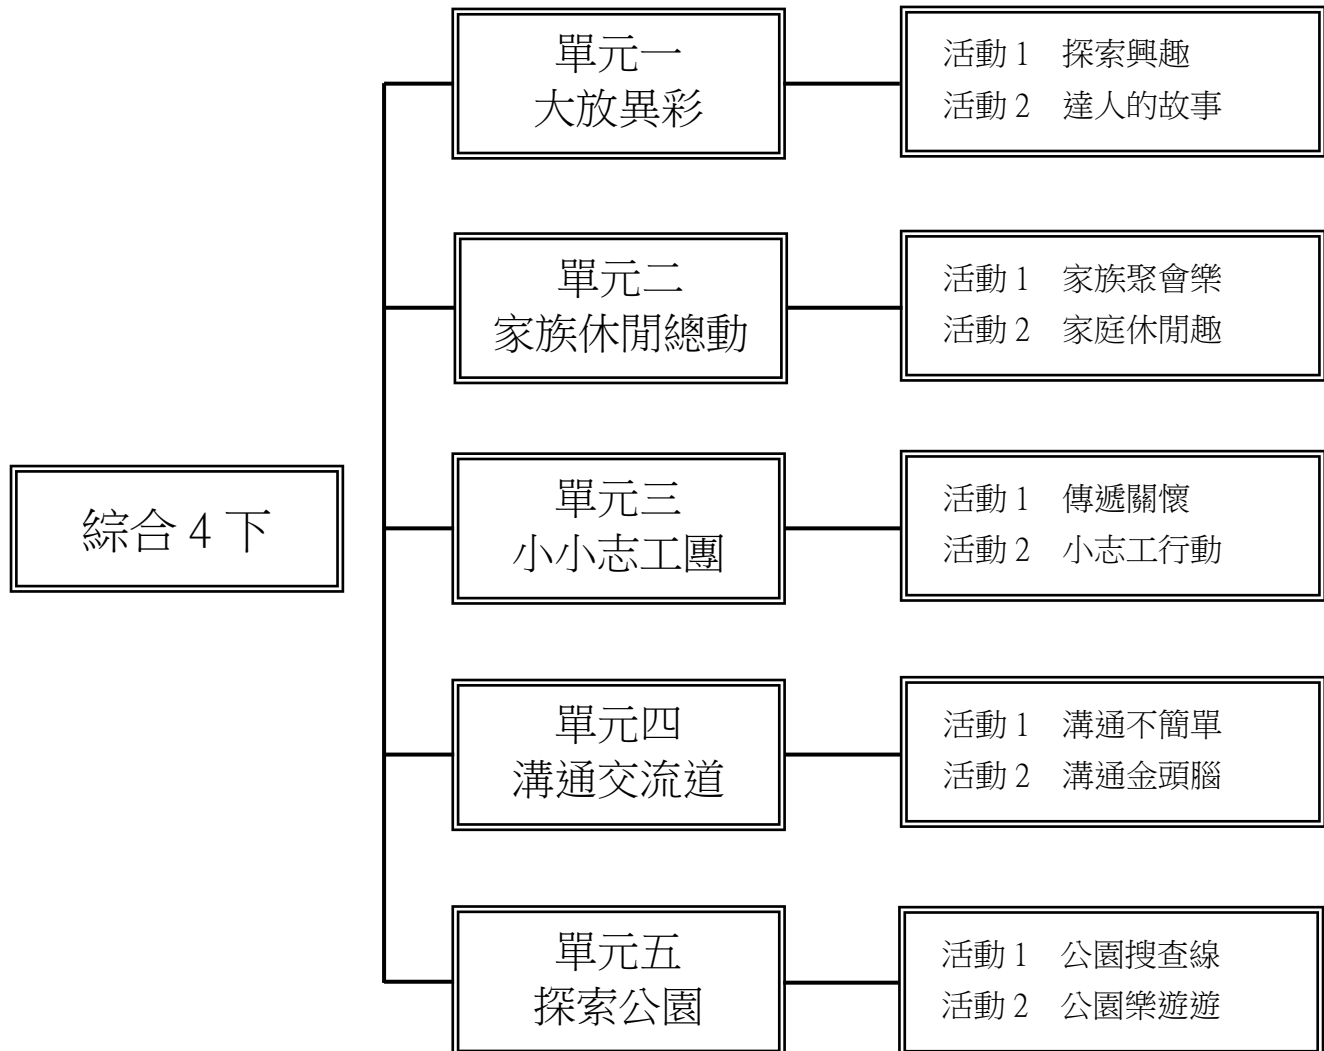 綜合 4 下
單元一
大放異彩
活動 1　探索興趣
活動 2　達人的故事
單元二
家族休閒總動
活動 1　家族聚會樂
活動 2　家庭休閒趣
單元三
小小志工團
活動 1　傳遞關懷
活動 2　小志工行動
單元四
溝通交流道
活動 1　溝通不簡單
活動 2　溝通金頭腦
單元五
探索公園
活動 1　公園搜查線
活動 2　公園樂遊遊